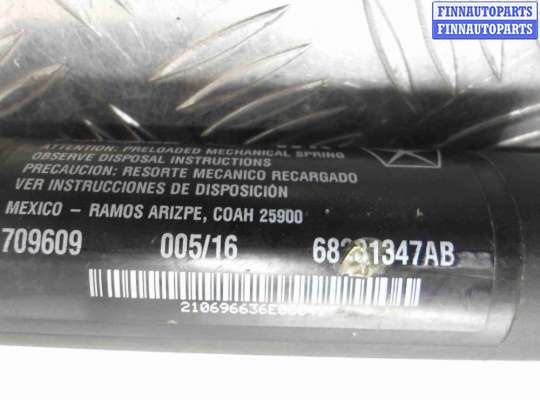 FINNAUTOPARTS
FINNAUTOPARTS
ATTENTION: PRELOADED MECHANICAL SPRING
OBSERVE DISPOSAL INSTRUCTIONS
PRECAUCION: RESORTE MECANICO RECARGADO
VER INSTRUCCIONES DE DISPOSICIÓN
MEXICO – RAMOS ARIZPE, COAH 25900
709609 005/16